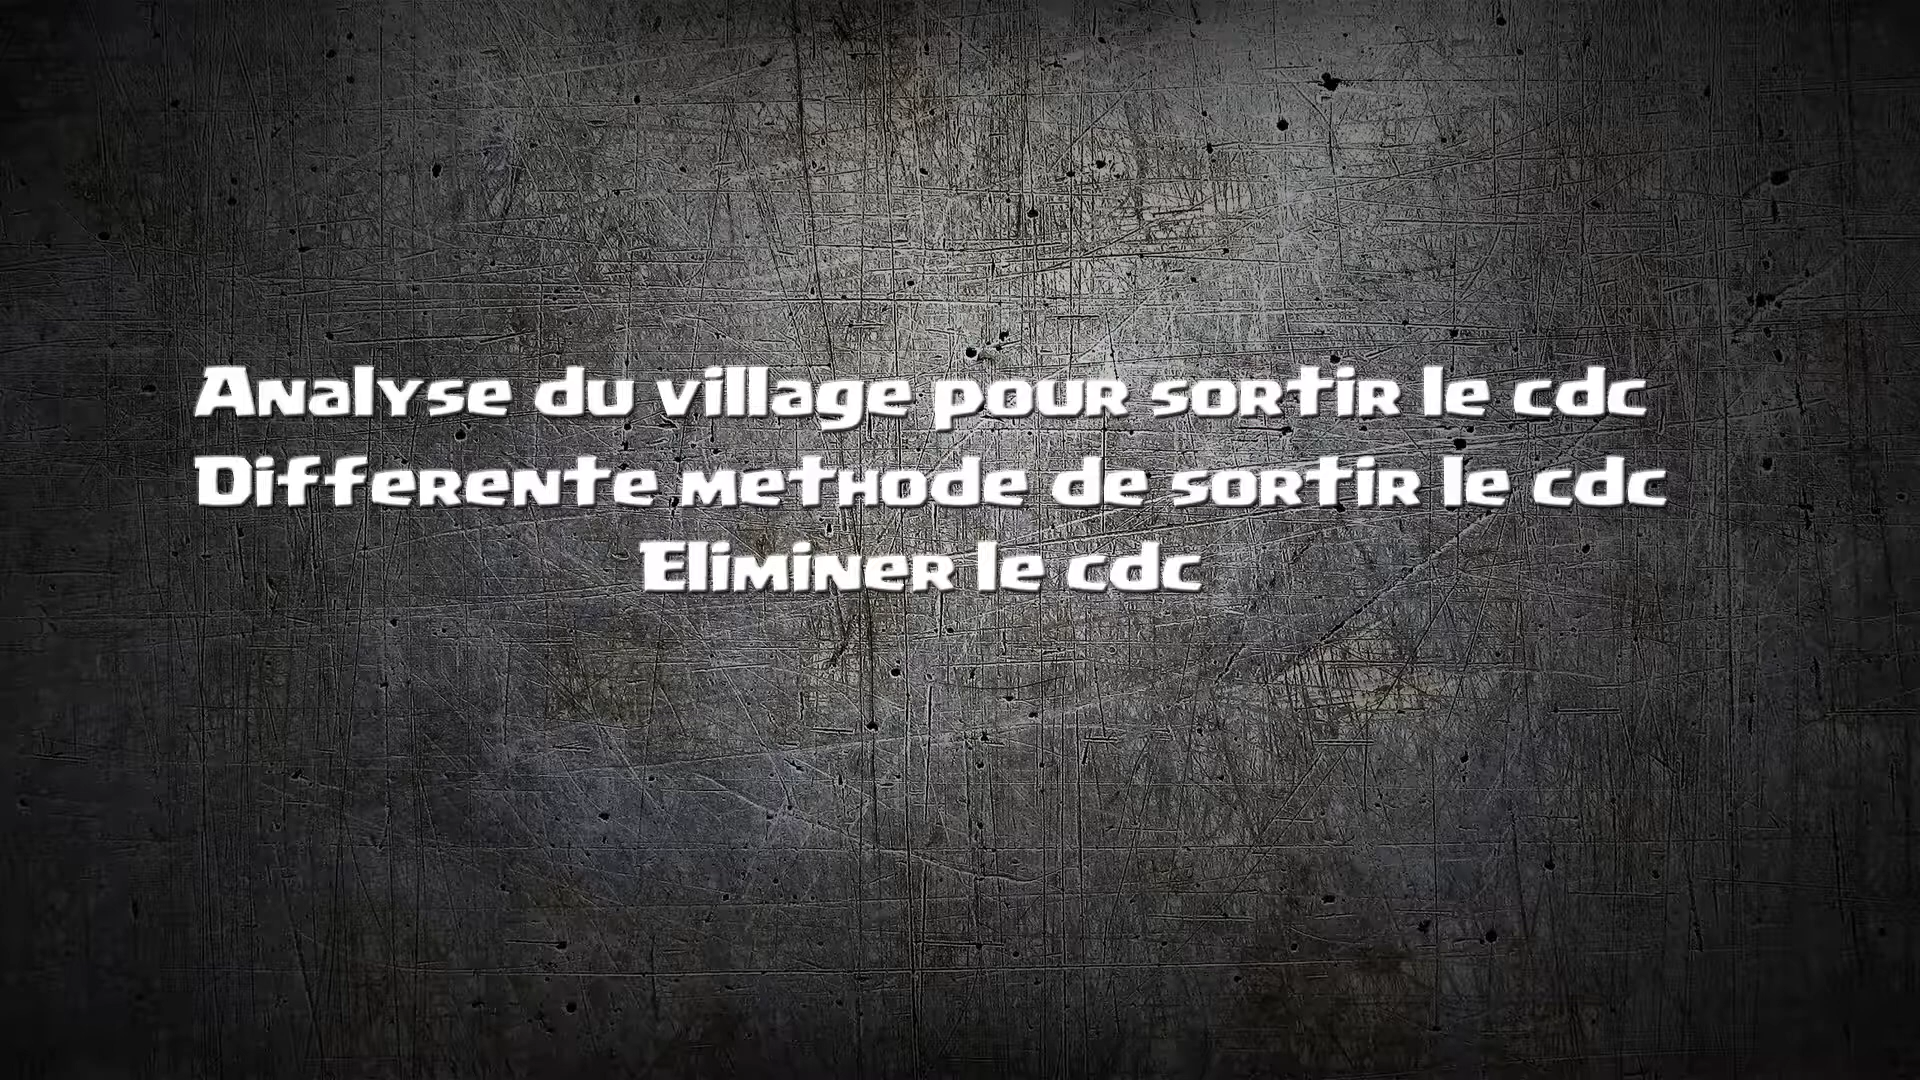 Analyse du village pour sortir le cdc
Differente methode de sortir le cdc
Eliminer le cdc